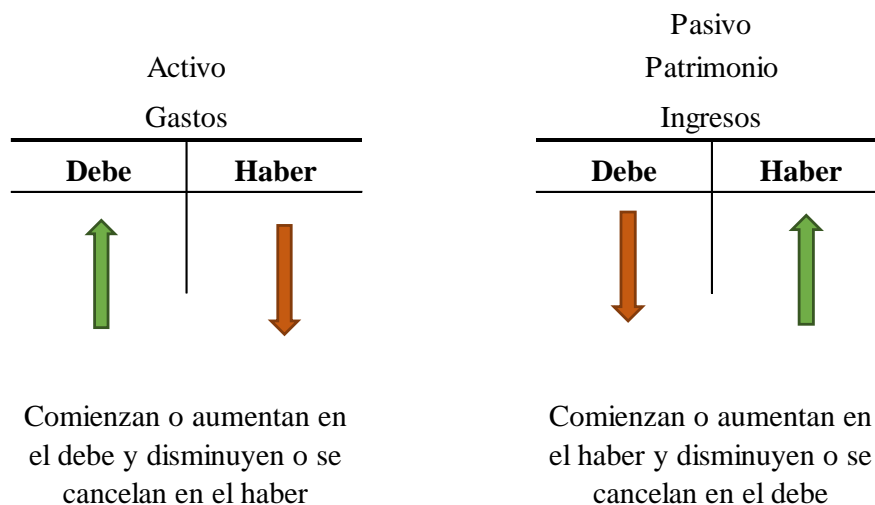 Activo
Gastos
Debe Haber
Comienzan o aumentan en
el debe y disminuyen o se
cancelan en el haber
Pasivo
Patrimonio
Ingresos
Debe Haber
Comienzan o aumentan en
el haber y disminuyen o se
cancelan en el debe